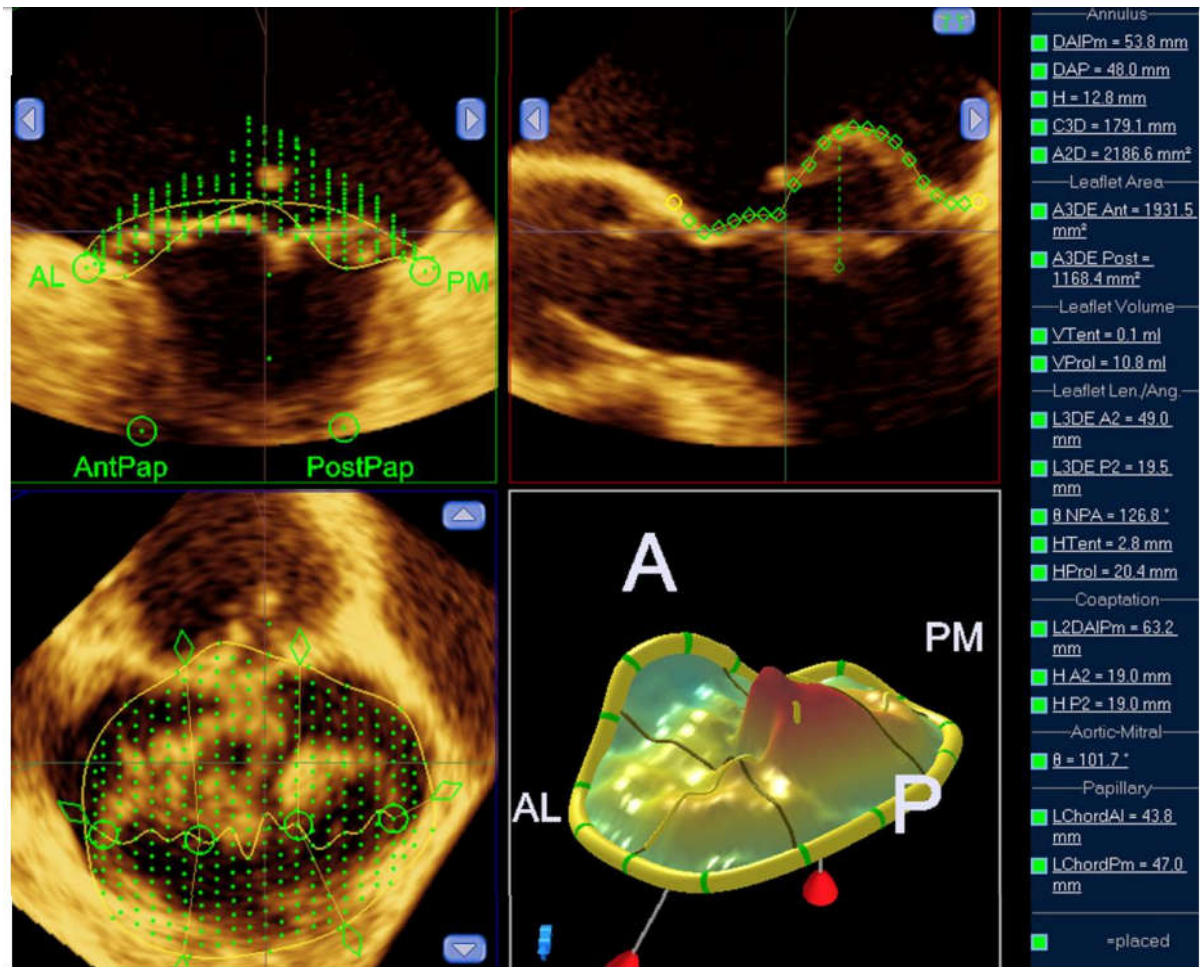 AL
PM
AntPap
PostPap
A
PM
AL
P
Annulus
DAlPm = 53.8 mm
DAP = 48.0 mm
H = 12.8 mm
C3D = 179.1 mm
A2D = 2186.6 mm²
Leaflet Area
A3DE Ant = 1931.5
mm²
A3DE Post =
1168.4 mm²
Leaflet Volume
VTent = 0.1 ml
VProl = 10.8 ml
Leaflet Len./Ang.
L3DE A2 = 49.0
mm
L3DE P2 = 19.5
mm
θ NPA = 126.8 °
HTent = 2.8 mm
HProl = 20.4 mm
Coaptation
L2DAlPm = 63.2
mm
H A2 = 19.0 mm
H P2 = 19.0 mm
Aortic-Mitral
θ = 101.7 °
Papillary
LChordAl = 43.8
mm
LChordPm = 47.0
mm
=placed